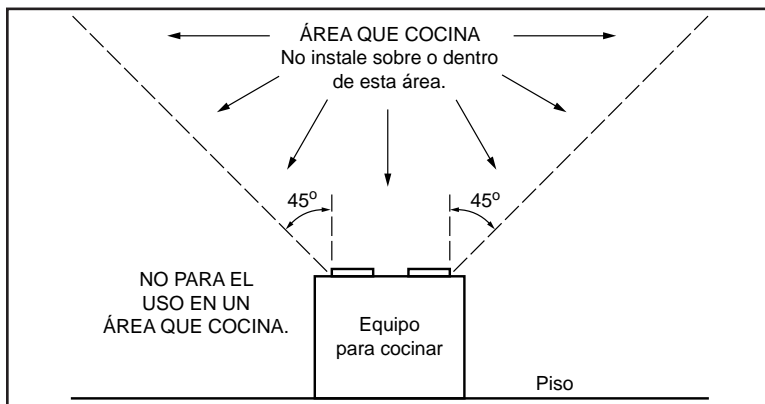 ÁREA QUE COCINA
No instale sobre o dentro
de esta área.
45º
45º
NO PARA EL
USO EN UN
ÁREA QUE COCINA.
Equipo
para cocinar
Piso